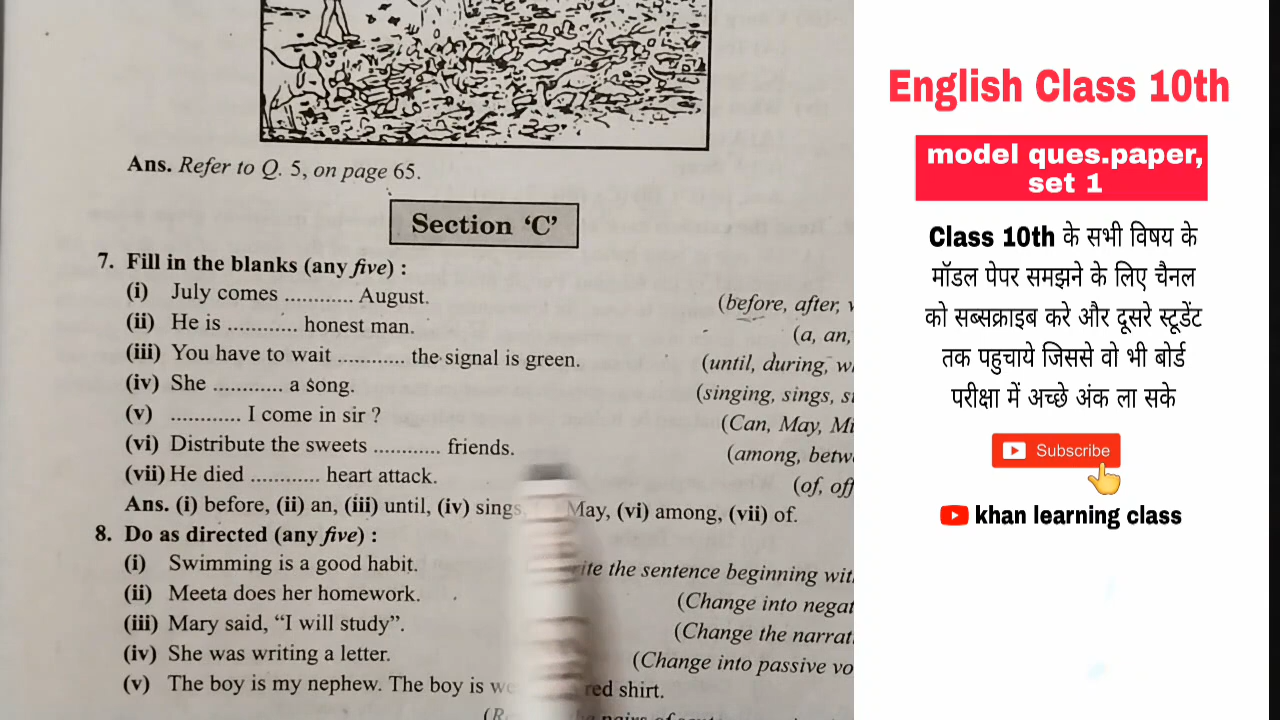 Ans. Refer to Q. 5, on page 65.
Section ‘C’
7. Fill in the blanks (any five) :
(i) July comes ............ August. (before, after,
(ii) He is ............ honest man. (a, an,
(iii) You have to wait ............ the signal is green. (until, during,
(iv) She ............ a song. (singing, sings,
(v) ............ I come in sir ? (Can, May,
(vi) Distribute the sweets ............ friends. (among,
(vii) He died ............ heart attack. (of,
Ans. (i) before, (ii) an, (iii) until, (iv) sings, May, (vi) among, (vii) of.
8. Do as directed (any five) :
(i) Swimming is a good habit. the sentence beginning
(ii) Meeta does her homework. (Change into
(iii) Mary said, “I will study”. (Change the
(iv) She was writing a letter. (Change into passive
(v) The boy is my nephew. The boy is red shirt.
English Class 10th
model ques.paper,
set 1
Class 10th के सभी विषय के
मॉडल पेपर समझने के लिए चैनल
को सब्सक्राइब करे और दूसरे स्टूडेंट
तक पहुचाये जिससे वो भी बोर्ड
परीक्षा में अच्छे अंक ला सके
Subscribe
khan learning class